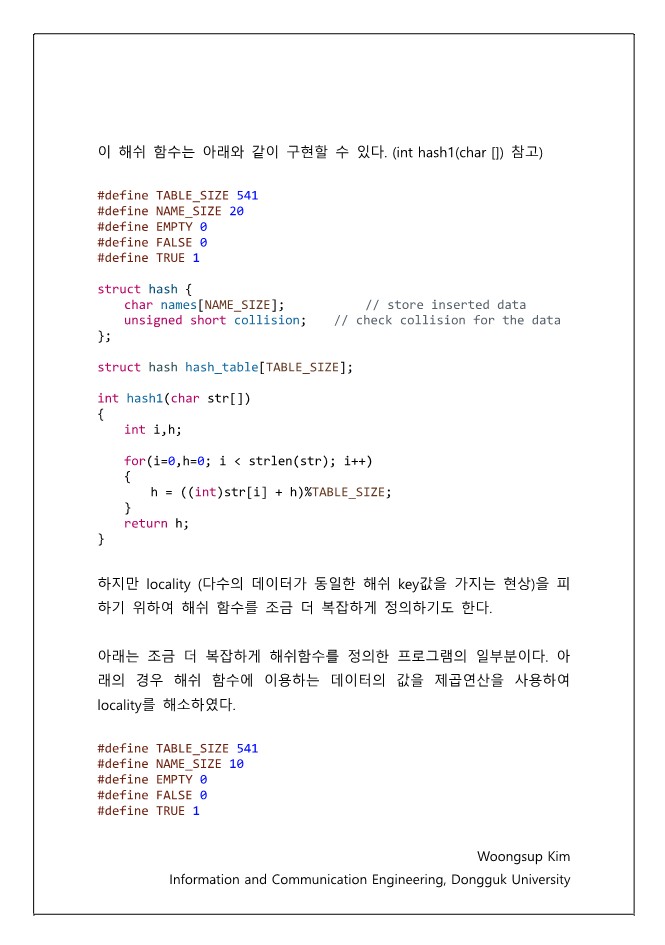 이 해쉬 함수는 아래와 같이 구현할 수 있다. (int hash1(char []) 참고)
#define TABLE_SIZE 541
#define NAME_SIZE 20
#define EMPTY 0
#define FALSE 0
#define TRUE 1
struct hash {
    char names[NAME_SIZE];            // store inserted data
    unsigned short collision;    // check collision for the data
};
struct hash hash_table[TABLE_SIZE];
int hash1(char str[])
{
    int i,h;
    for(i=0,h=0; i < strlen(str); i++)
    {
        h = ((int)str[i] + h)%TABLE_SIZE;
    }
    return h;
}
하지만 locality (다수의 데이터가 동일한 해쉬 key값을 가지는 현상)을 피
하기 위하여 해쉬 함수를 조금 더 복잡하게 정의하기도 한다.
아래는 조금 더 복잡하게 해쉬함수를 정의한 프로그램의 일부분이다. 아
래의 경우 해쉬 함수에 이용하는 데이터의 값을 제곱연산을 사용하여
locality를 해소하였다.
#define TABLE_SIZE 541
#define NAME_SIZE 10
#define EMPTY 0
#define FALSE 0
#define TRUE 1
Woongsup Kim
Information and Communication Engineering, Dongguk University